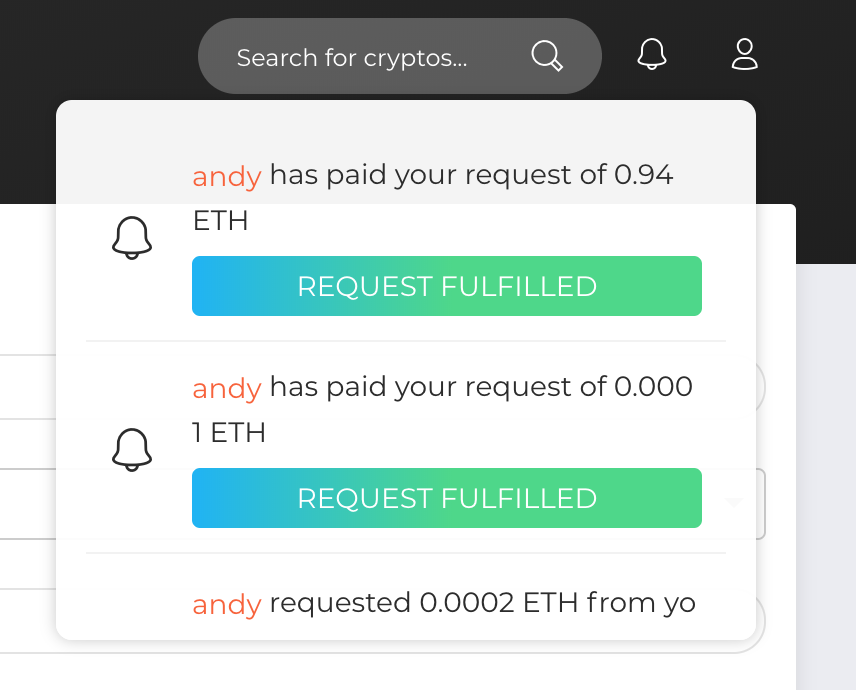 Search for cryptos...
andy has paid your request of 0.94
ETH
REQUEST FULFILLED
andy has paid your request of 0.000
1 ETH
REQUEST FULFILLED
andy requested 0.0002 ETH from yo